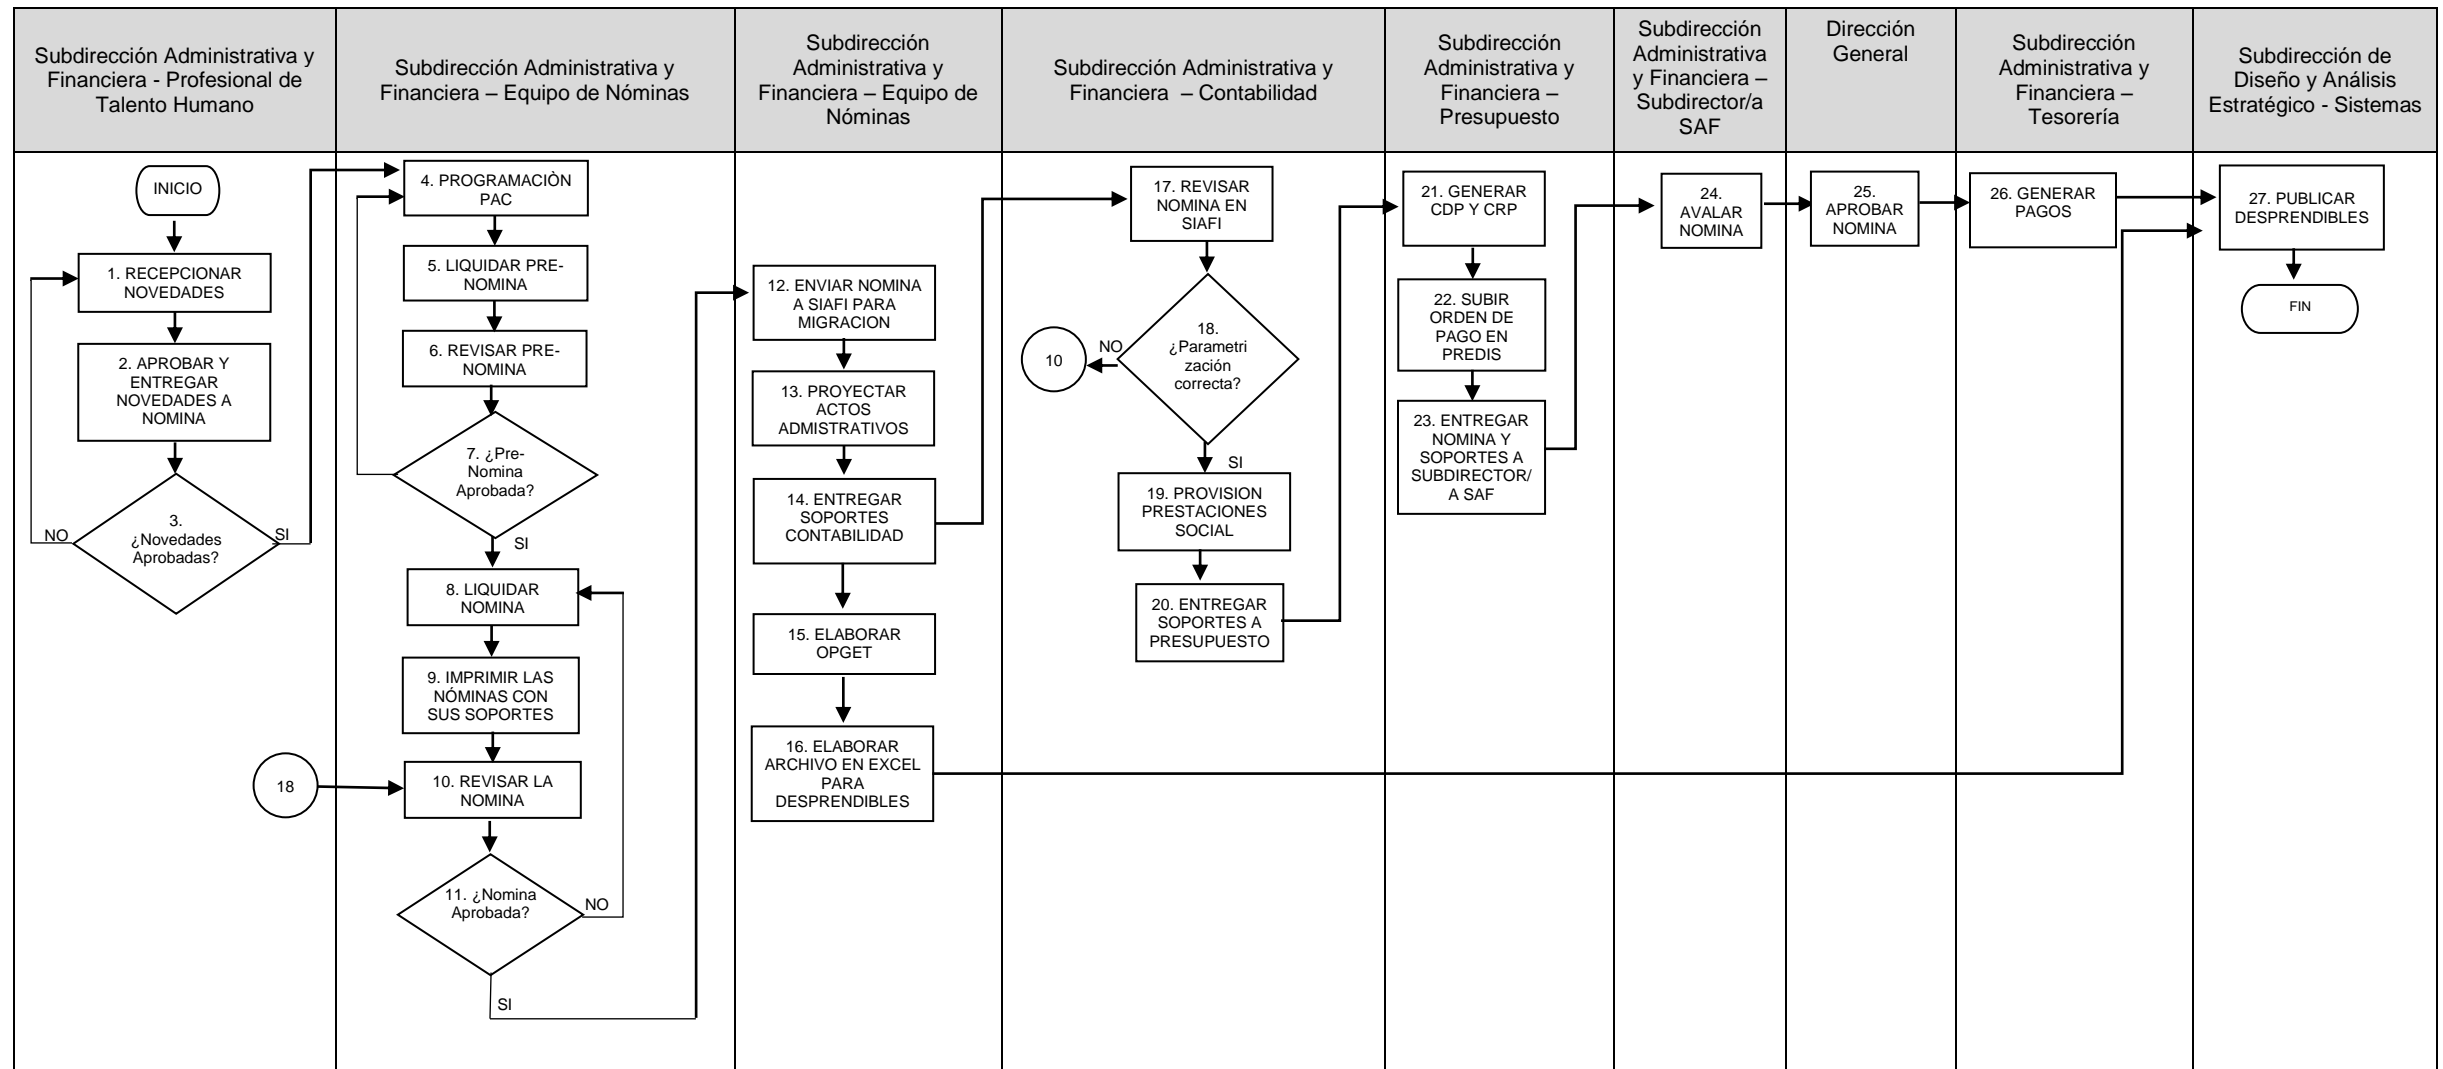 Subdirección Administrativa y
Financiera - Profesional de
Talento Humano
Subdirección Administrativa y
Financiera – Equipo de Nóminas
Subdirección
Administrativa y
Financiera – Equipo de
Nóminas
Subdirección Administrativa y
Financiera – Contabilidad
Subdirección
Administrativa y
Financiera –
Presupuesto
Subdirección
Administrativa
y Financiera –
Subdirector/a
SAF
Dirección
General
Subdirección
Administrativa y
Financiera –
Tesorería
Subdirección de
Diseño y Análisis
Estratégico - Sistemas
INICIO
1. RECEPCIONAR
NOVEDADES
2. APROBAR Y
ENTREGAR
NOVEDADES A
NOMINA
3.
¿Novedades
Aprobadas?
NO
SI
18
4. PROGRAMACIÒN
PAC
5. LIQUIDAR PRE-
NOMINA
6. REVISAR PRE-
NOMINA
7. ¿Pre-
Nomina
Aprobada?
SI
8. LIQUIDAR
NOMINA
9. IMPRIMIR LAS
NÓMINAS CON
SUS SOPORTES
10. REVISAR LA
NOMINA
11. ¿Nomina
Aprobada?
NO
SI
12. ENVIAR NOMINA
A SIAFI PARA
MIGRACION
13. PROYECTAR
ACTOS
ADMISTRATIVOS
14. ENTREGAR
SOPORTES
CONTABILIDAD
15. ELABORAR
OPGET
16. ELABORAR
ARCHIVO EN EXCEL
PARA
DESPRENDIBLES
17. REVISAR
NOMINA EN
SIAFI
18.
¿Parametri
zación
correcta?
NO
10
SI
19. PROVISION
PRESTACIONES
SOCIAL
20. ENTREGAR
SOPORTES A
PRESUPUESTO
21. GENERAR
CDP Y CRP
22. SUBIR
ORDEN DE
PAGO EN
PREDIS
23. ENTREGAR
NOMINA Y
SOPORTES A
SUBDIRECTOR/
A SAF
24.
AVALAR
NOMINA
25.
APROBAR
NOMINA
26. GENERAR
PAGOS
27. PUBLICAR
DESPRENDIBLES
FIN